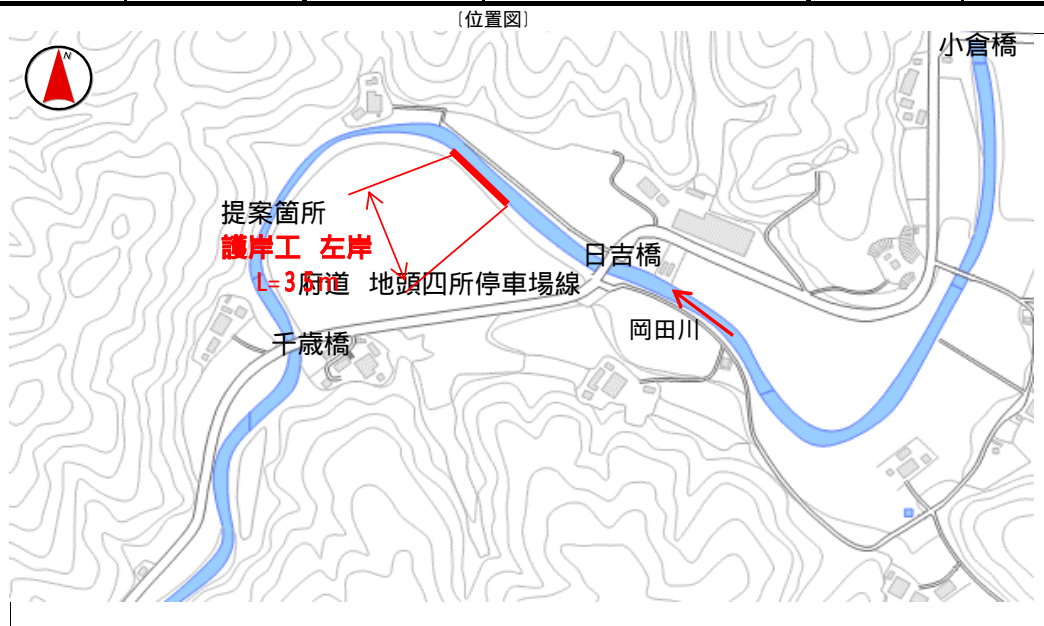 ［位置図］
N
小倉橋
提案箇所
護岸工 左岸
日吉橋
L=35m
府道 地頭四所停車場線
岡田川
千歳橋